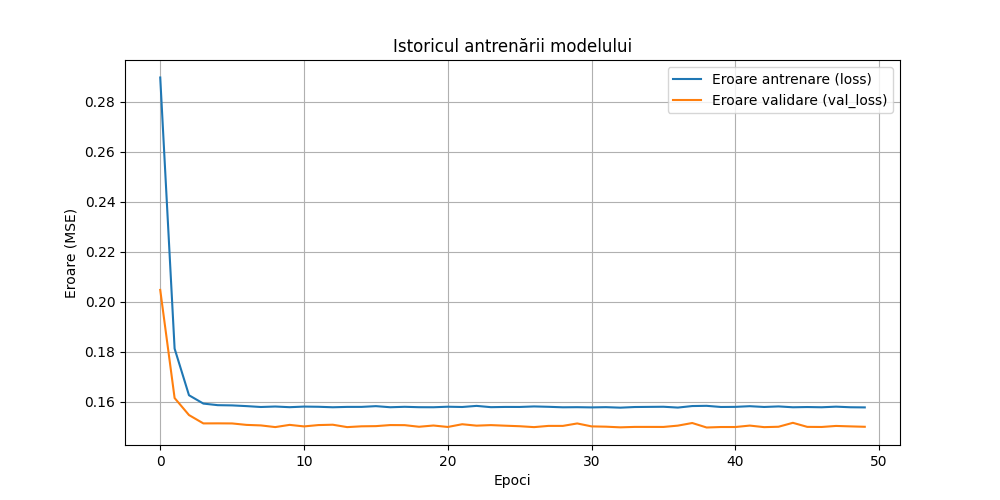 Istoricul antrenării modelului
Eroare antrenare (loss)
Eroare validare (val_loss)
Eroare (MSE)
0.28
0.26
0.24
0.22
0.20
0.18
0.16
0 10 20 30 40 50
Epoci